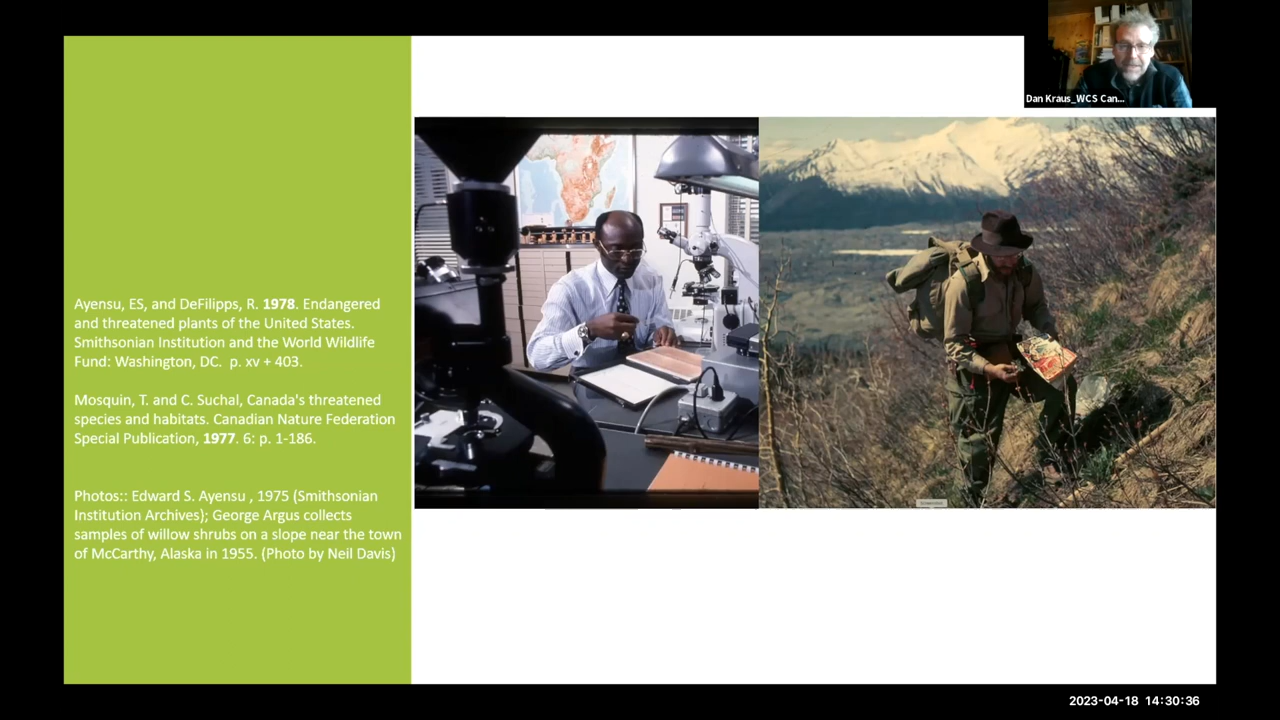 Dan Kraus_WCS Can...
Ayensu, ES, and DeFilipps, R. 1978. Endangered
and threatened plants of the United States.
Smithsonian Institution and the World Wildlife
Fund: Washington, DC.  p. xv + 403.
Mosquin, T. and C. Suchal, Canada's threatened
species and habitats. Canadian Nature Federation
Special Publication, 1977. 6: p. 1-186.
Photos:: Edward S. Ayensu , 1975 (Smithsonian
Institution Archives); George Argus collects
samples of willow shrubs on a slope near the town
of McCarthy, Alaska in 1955. (Photo by Neil Davis)
2023-04-18 14:30:36